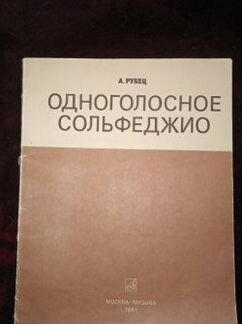 А. РУБЕЦ
ОДНОГОЛОСНОЕ
СОЛЬФЕДЖИО
МОСКВА · МУЗЫКА